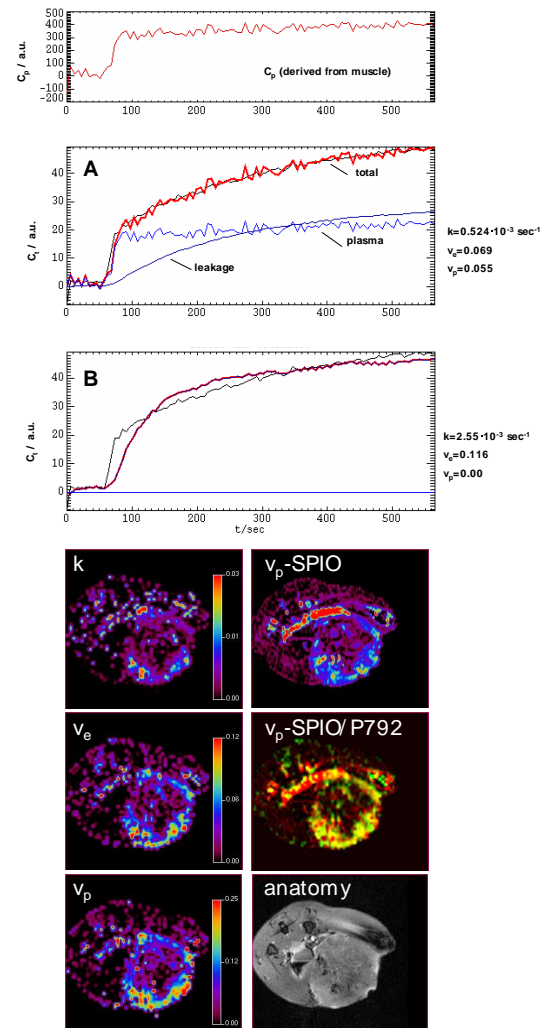 500
400
300
200
100
0
−100
−200
C_p / a.u.
C_p (derived from muscle)
0 100 200 300 400 500
A
40
30
20
10
0
C_t / a.u.
total
plasma
leakage
0 100 200 300 400 500
k=0.524·10⁻³ sec⁻¹
v_e=0.069
v_p=0.055
B
40
20
0
C_t / a.u.
0 100 200 300 400 500
t/sec
k=2.55·10⁻³ sec⁻¹
v_e=0.116
v_p=0.00
k
0.03
0.01
0.00
v_p-SPIO
v_e
0.12
0.06
0.00
v_p-SPIO/P792
v_p
0.25
0.12
0.00
anatomy